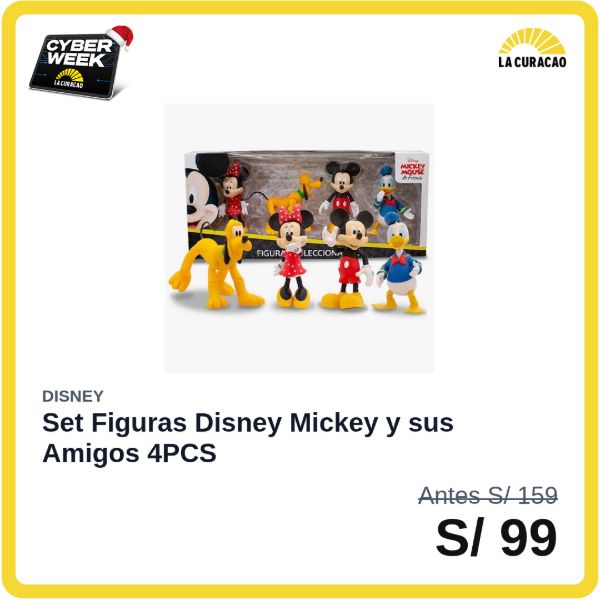 CYBER
WEEK
LA CURACAO
LA CURACAO
Disney
MICKEY
MOUSE
& Friends
DISNEY
Set Figuras Disney Mickey y sus
Amigos 4PCS
Antes S/ 159
S/ 99